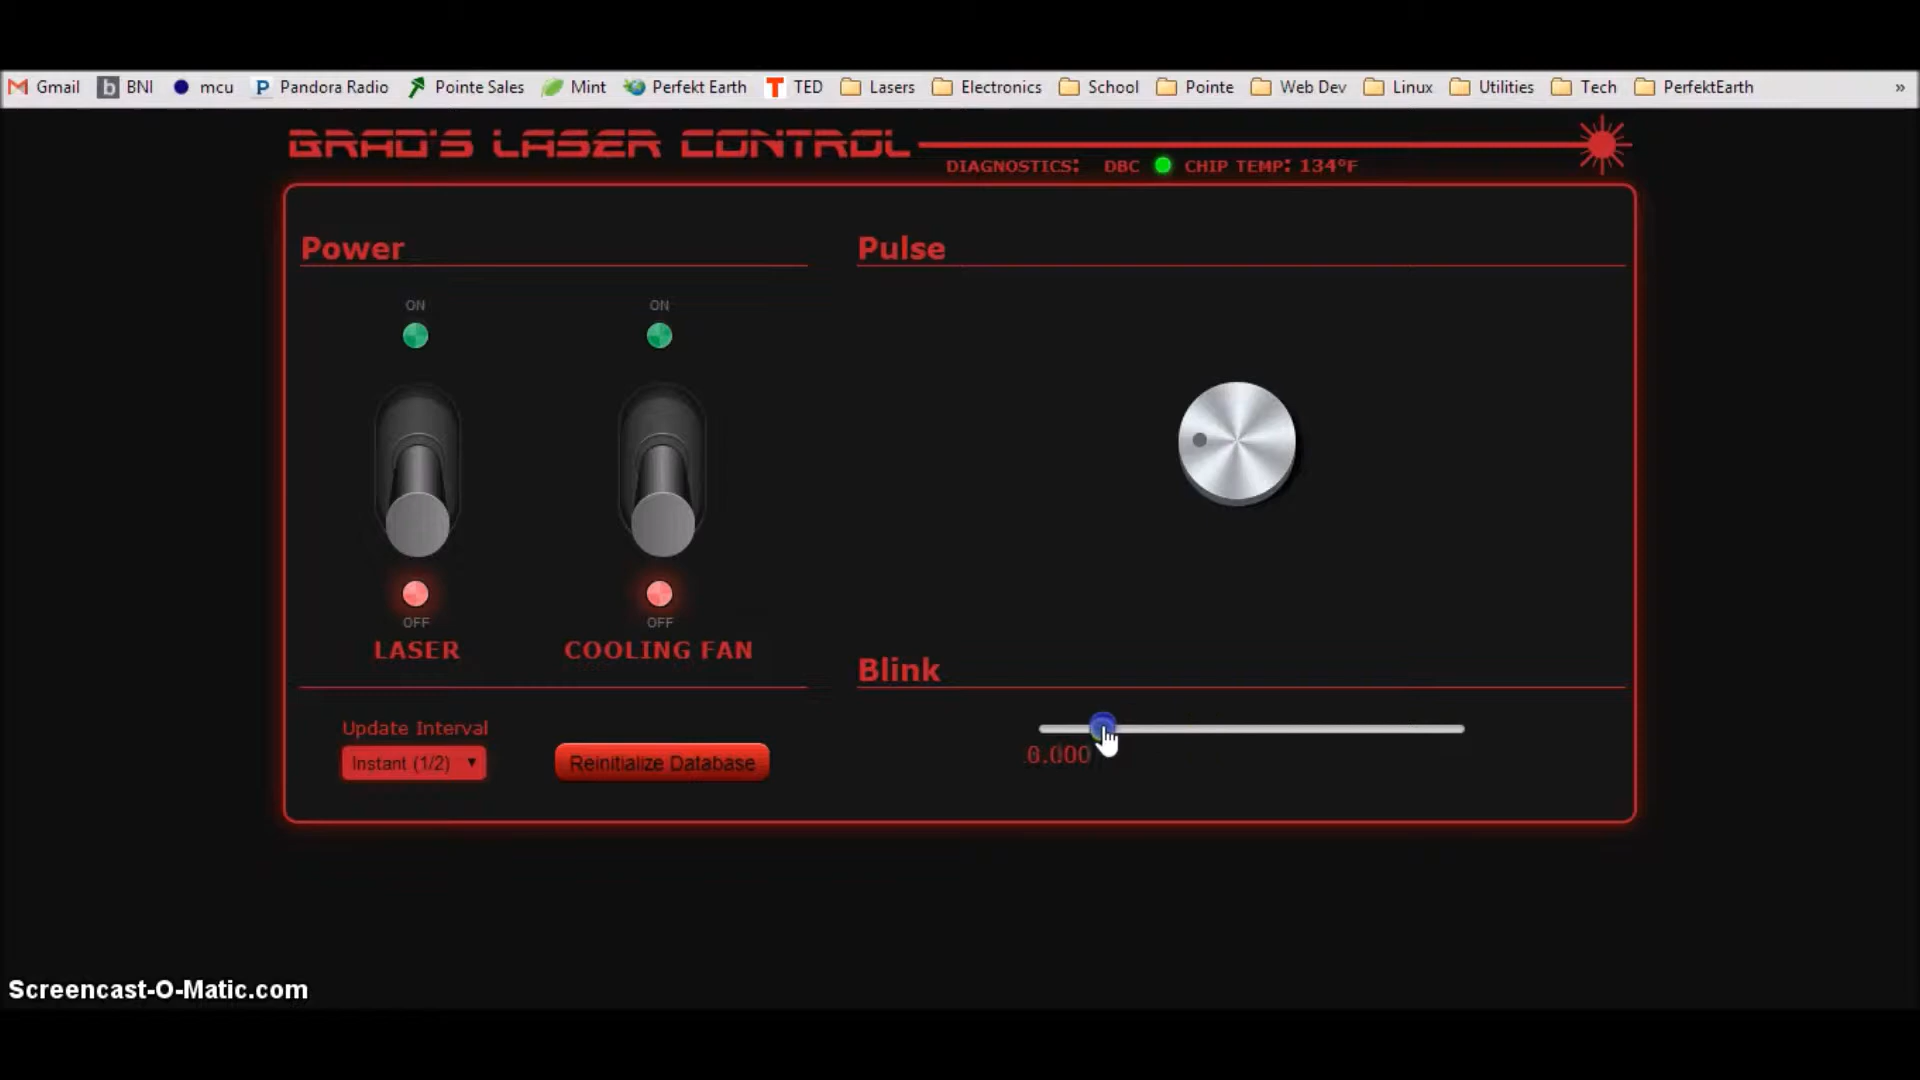 Gmail BNI mcu Pandora Radio Pointe Sales Mint Perfekt Earth TED Lasers Electronics School Pointe Web Dev Linux Utilities Tech PerfektEarth »
BRAD'S LASER CONTROL
DIAGNOSTICS: DBC CHIP TEMP: 134°F
Power
Pulse
ON ON
OFF OFF
LASER COOLING FAN
Blink
Update Interval
Instant (1/2)
Reinitialize Database
0.000
Screencast-O-Matic.com